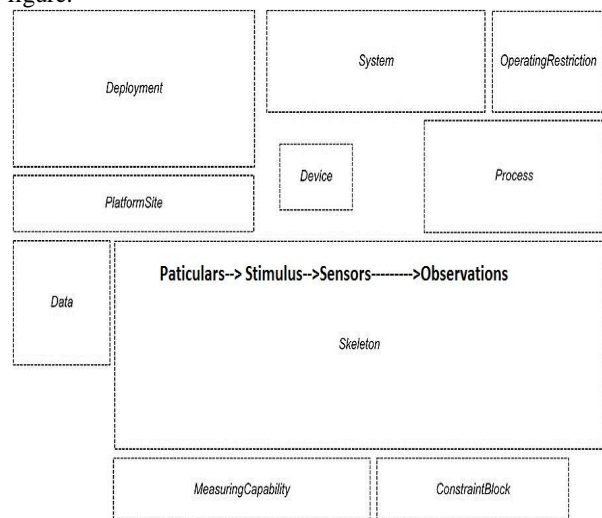 figure.
System
OperatingRestriction
Deployment
Device
Process
PlatformSite
Paticulars--> Stimulus-->Sensors--------->Observations
Data
Skeleton
MeasuringCapability
ConstraintBlock